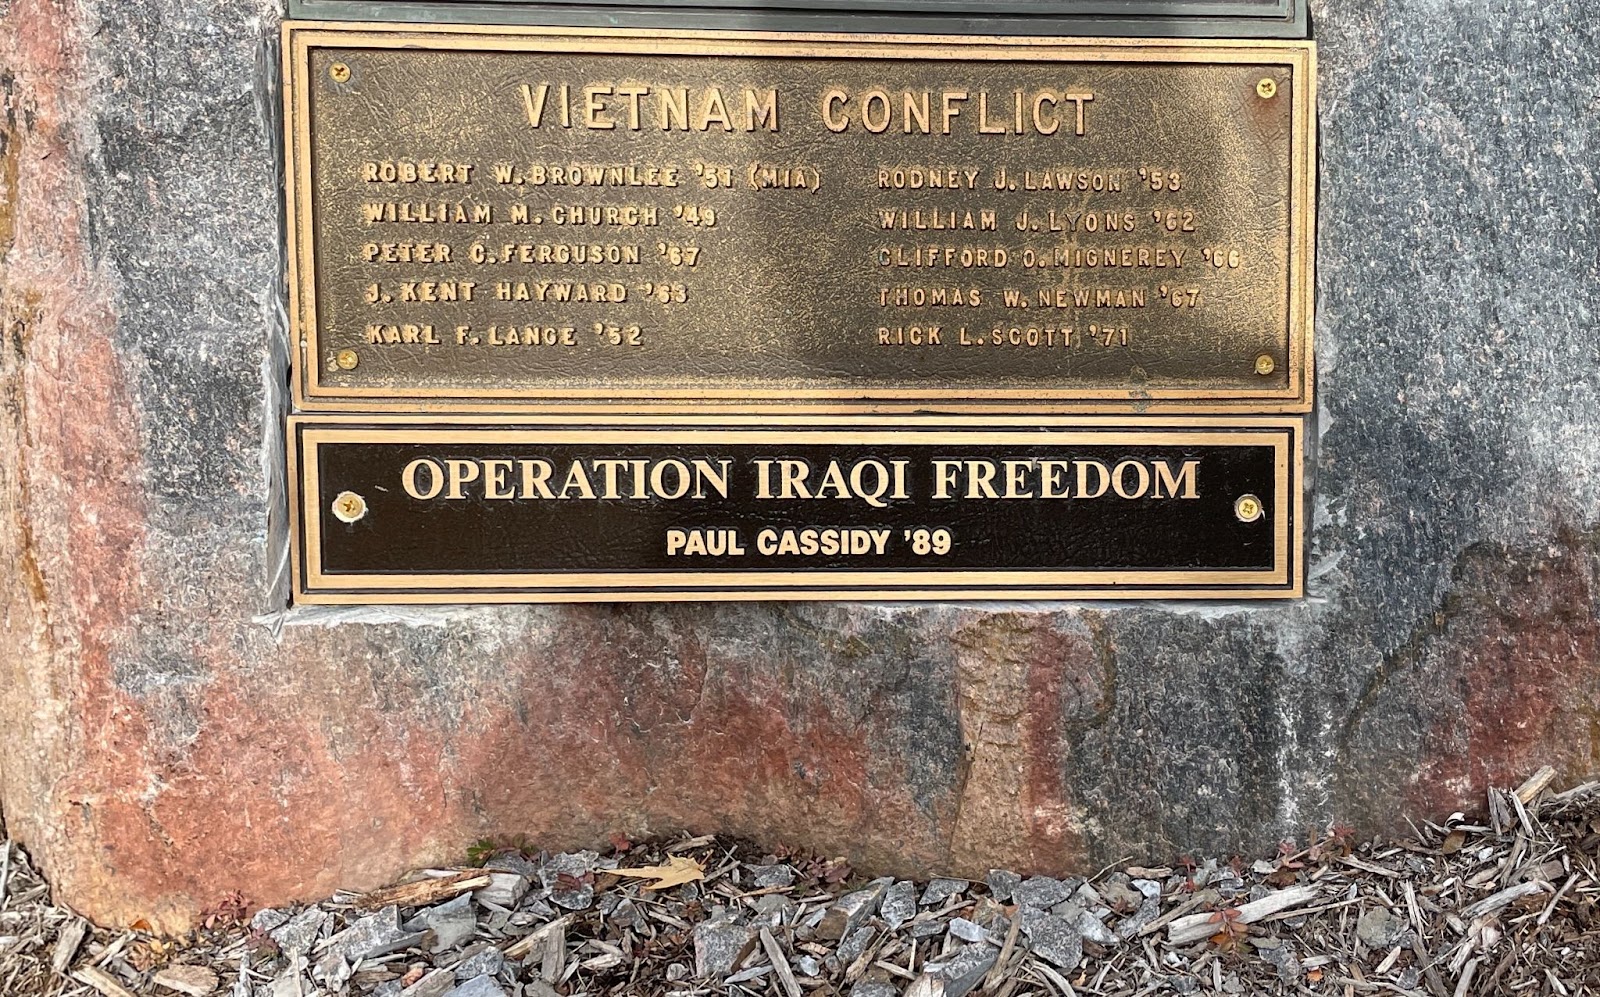 VIETNAM CONFLICT
ROBERT W. BROWNLEE '51 (MIA)
WILLIAM M. CHURCH '49
PETER C. FERGUSON '67
J. KENT HAYWARD '63
KARL F. LANGE '52
RODNEY J. LAWSON '53
WILLIAM J. LYONS '62
CLIFFORD O. MIGNEREY '66
THOMAS W. NEWMAN '67
RICK L. SCOTT '71
OPERATION IRAQI FREEDOM
PAUL CASSIDY '89